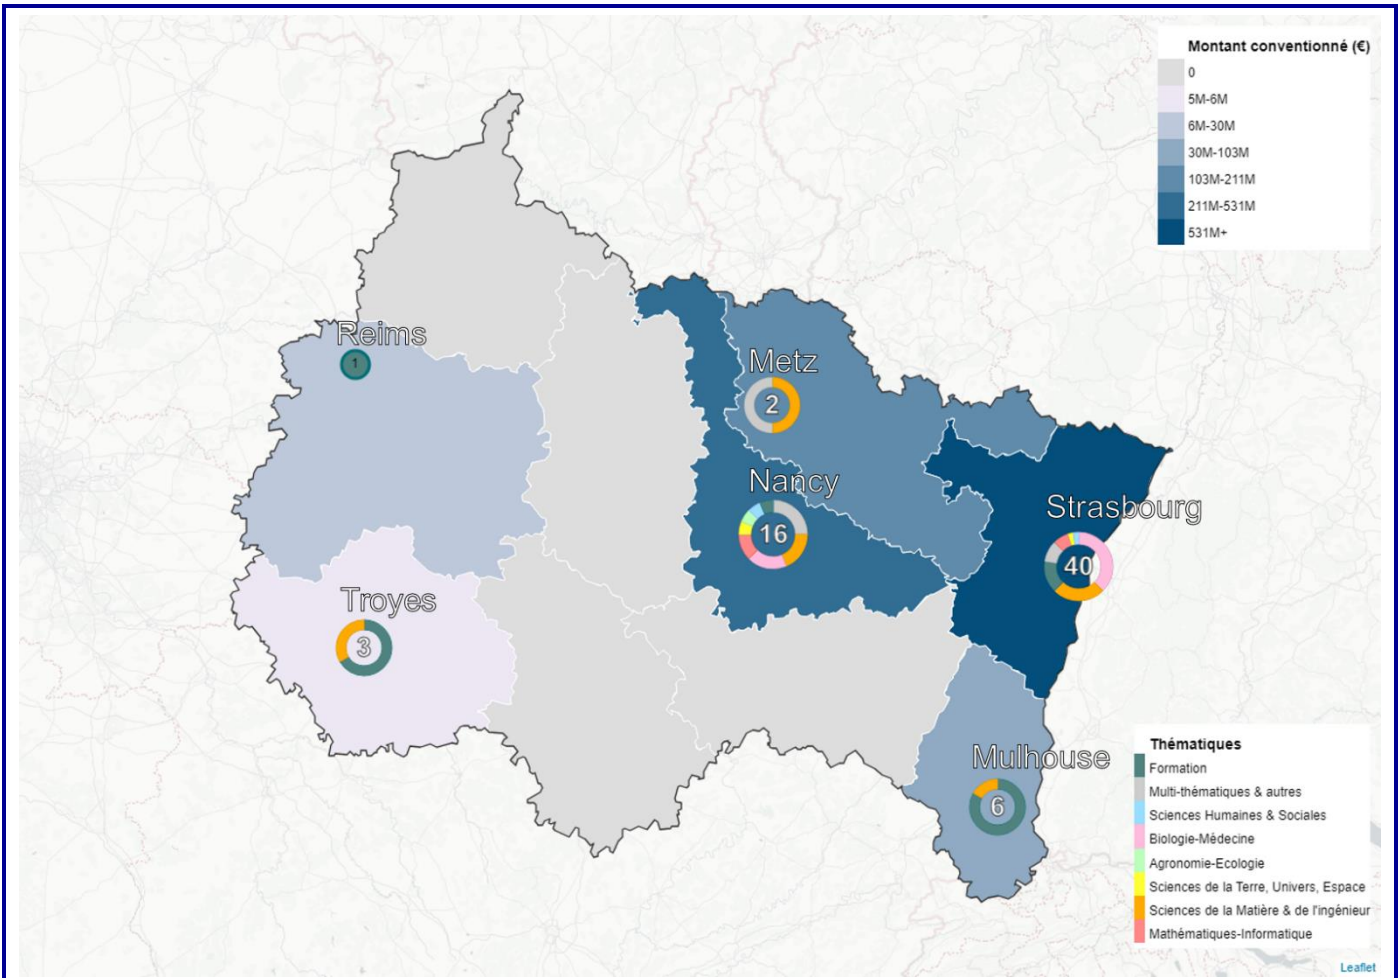 Montant conventionné (€)
0
5M-6M
6M-30M
30M-103M
103M-211M
211M-531M
531M+
Reims
1
Metz
2
Nancy
16
Strasbourg
40
Troyes
3
Mulhouse
6
Thématiques
Formation
Multi-thématiques & autres
Sciences Humaines & Sociales
Biologie-Médecine
Agronomie-Ecologie
Sciences de la Terre, Univers, Espace
Sciences de la Matière & de l'ingénieur
Mathématiques-Informatique
Leaflet